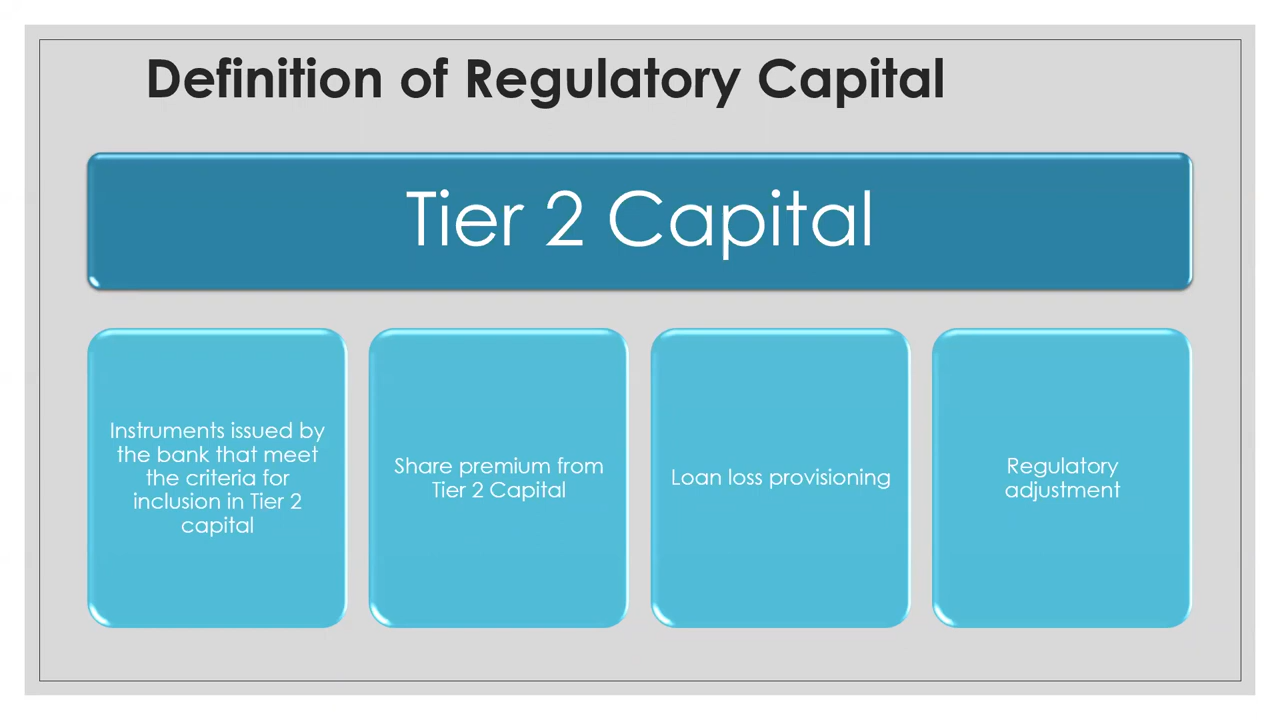 Definition of Regulatory Capital
Tier 2 Capital
Instruments issued by
the bank that meet
the criteria for
inclusion in Tier 2
capital
Share premium from
Tier 2 Capital
Loan loss provisioning
Regulatory
adjustment